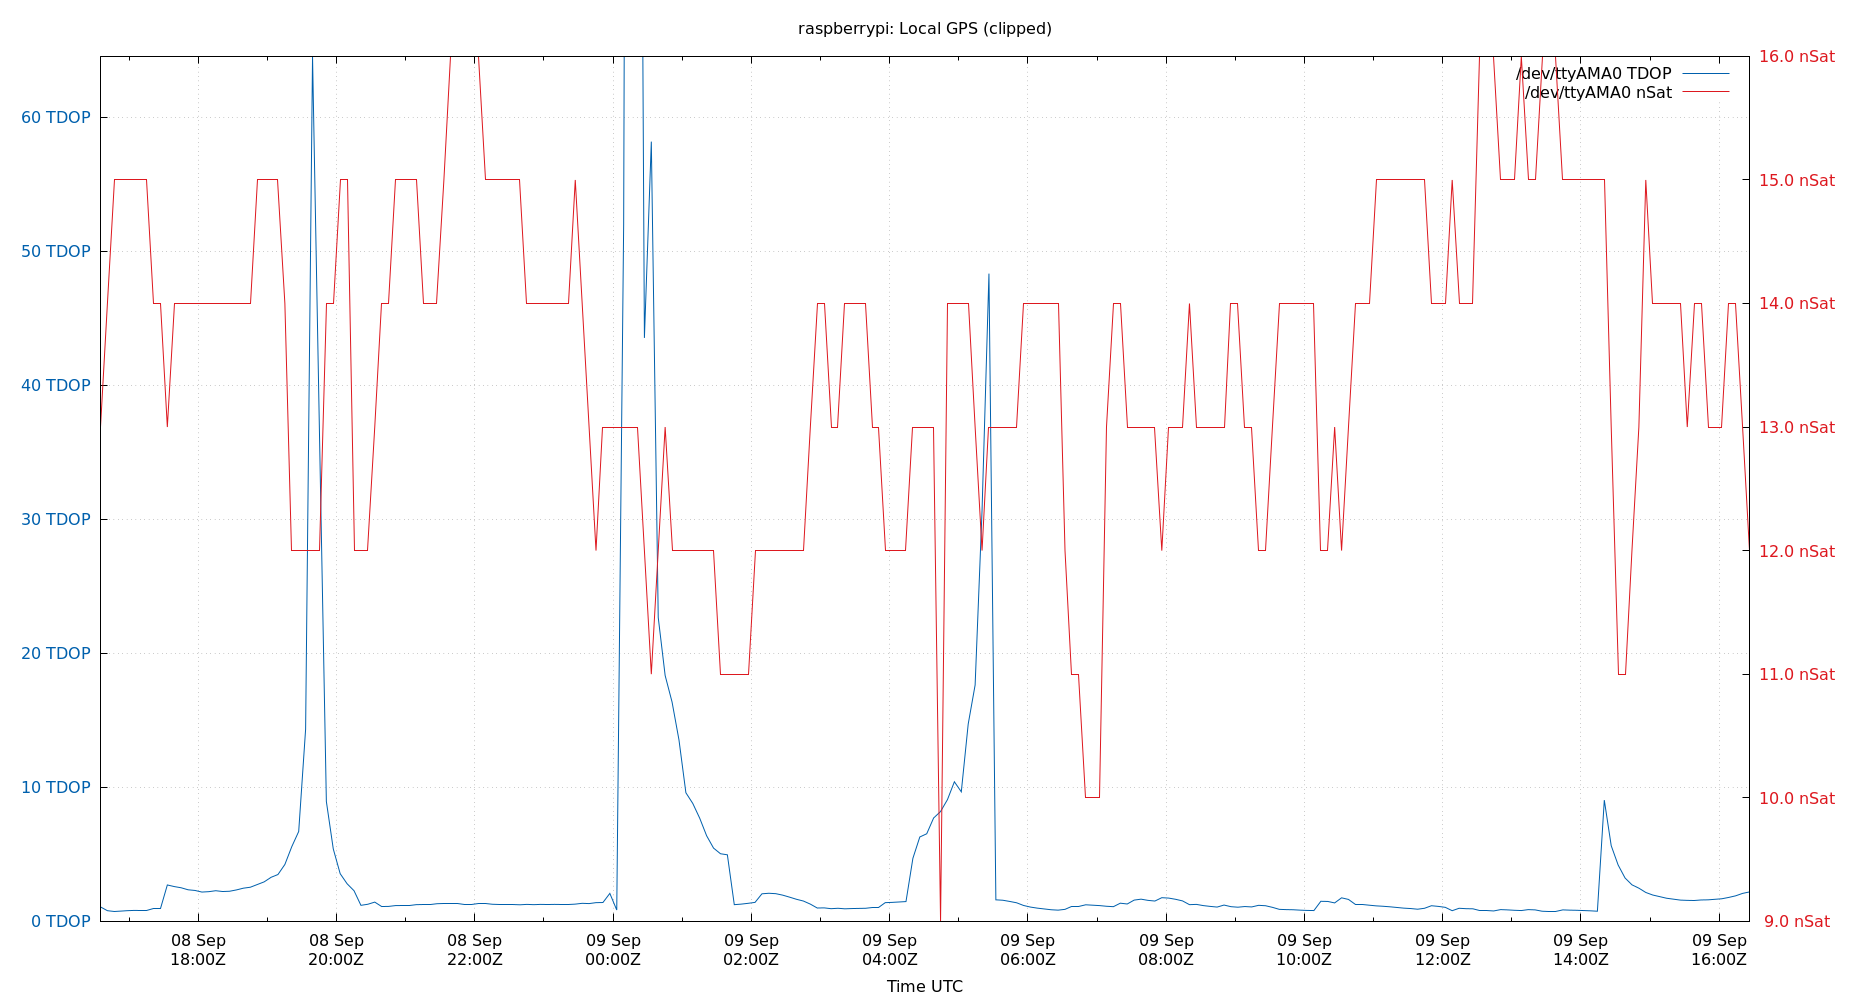 raspberrypi: Local GPS (clipped)
16.0 nSat
/dev/ttyAMA0 TDOP
/dev/ttyAMA0 nSat
60 TDOP
15.0 nSat
50 TDOP
14.0 nSat
40 TDOP
13.0 nSat
30 TDOP
12.0 nSat
20 TDOP
11.0 nSat
10 TDOP
10.0 nSat
0 TDOP
9.0 nSat
08 Sep 08 Sep 08 Sep 09 Sep 09 Sep 09 Sep 09 Sep 09 Sep 09 Sep 09 Sep 09 Sep 09 Sep
18:00Z 20:00Z 22:00Z 00:00Z 02:00Z 04:00Z 06:00Z 08:00Z 10:00Z 12:00Z 14:00Z 16:00Z
Time UTC